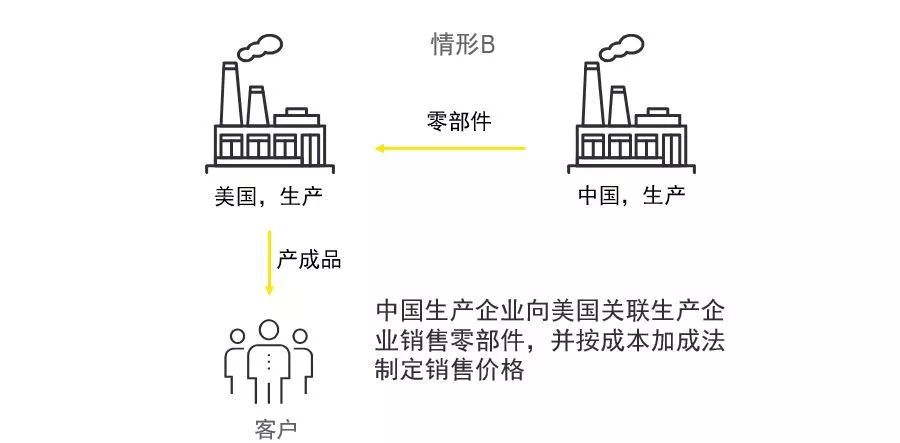 情形B
零部件
美国，生产
中国，生产
产成品
中国生产企业向美国关联生产企
业销售零部件，并按成本加成法
制定销售价格
客户